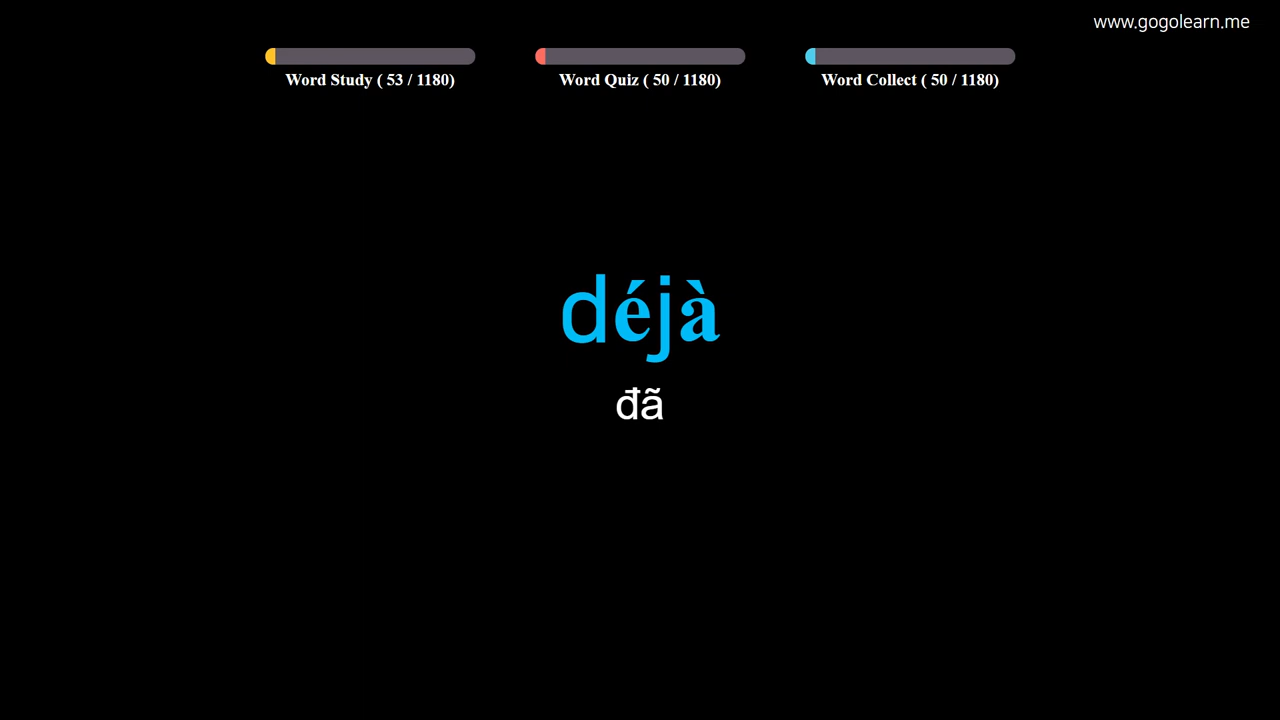 www.gogolearn.me
Word Study ( 53 / 1180)
Word Quiz ( 50 / 1180)
Word Collect ( 50 / 1180)
déjà
đã